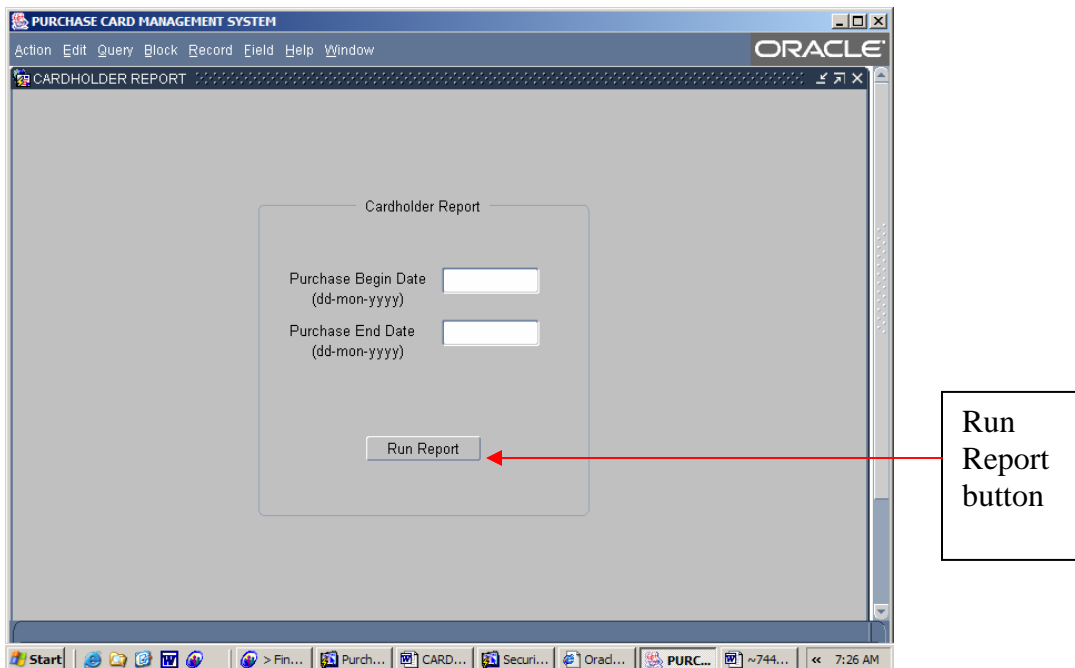 PURCHASE CARD MANAGEMENT SYSTEM
Action Edit Query Block Record Field Help Window
ORACLE
CARDHOLDER REPORT
Cardholder Report
Purchase Begin Date
(dd-mon-yyyy)
Purchase End Date
(dd-mon-yyyy)
Run Report
Run
Report
button
Start > Fin... Purch... CARD... Securi... Oracl... PURC... ~744... « 7:26 AM